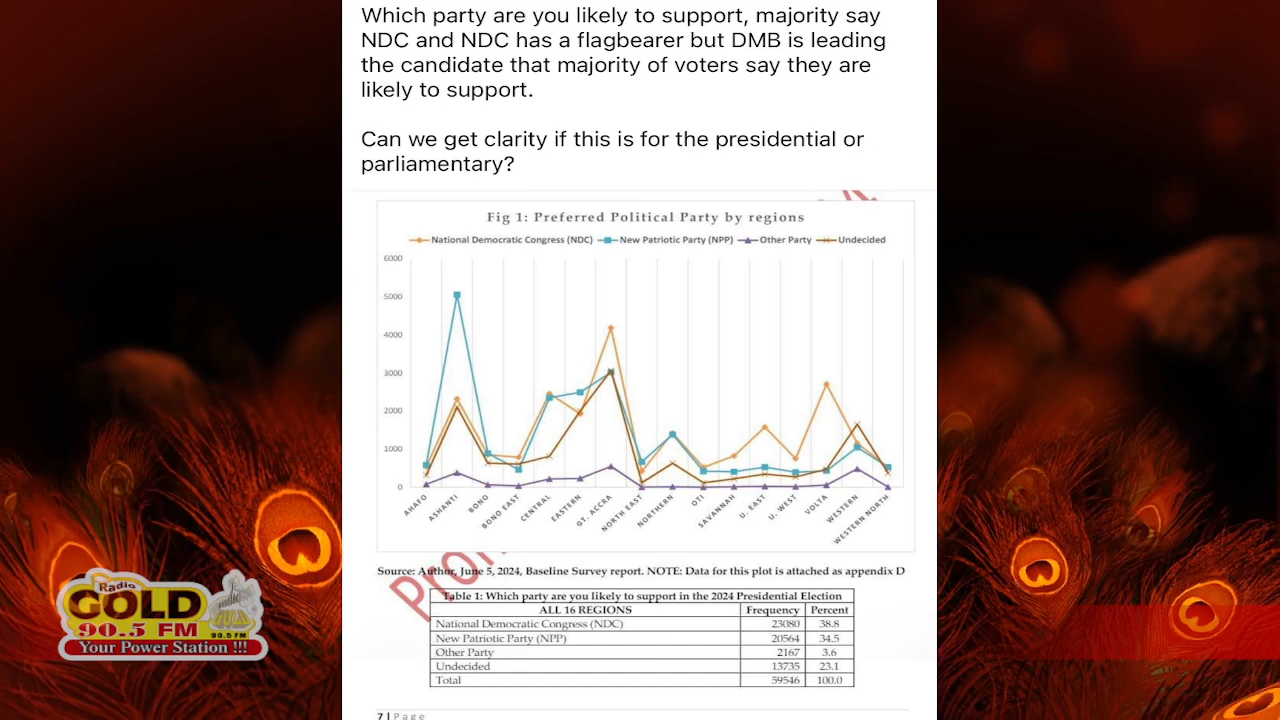 Which party are you likely to support, majority say
NDC and NDC has a flagbearer but DMB is leading
the candidate that majority of voters say they are
likely to support.
Can we get clarity if this is for the presidential or
parliamentary?
Fig 1: Preferred Political Party by regions
National Democratic Congress (NDC) New Patriotic Party (NPP) Other Party Undecided
6000
5000
4000
3000
2000
1000
0
AHAFO
ASHANTI
BONO
BONO EAST
CENTRAL
EASTERN
GT. ACCRA
NORTH EAST
NORTHERN
OTI
SAVANNAH
U. EAST
U. WEST
VOLTA
WESTERN
WESTERN NORTH
Source: Author, June 5, 2024, Baseline Survey report. NOTE: Data for this plot is attached as appendix D
Table 1: Which party are you likely to support in the 2024 Presidential Election
ALL 16 REGIONS Frequency Percent
National Democratic Congress (NDC) 23080 38.8
New Patriotic Party (NPP) 20564 34.5
Other Party 2167 3.6
Undecided 13735 23.1
Total 59546 100.0
7 | Page
Radio
GOLD
90.5 FM
Your Power Station !!!
radio
GOLD
90.5 FM